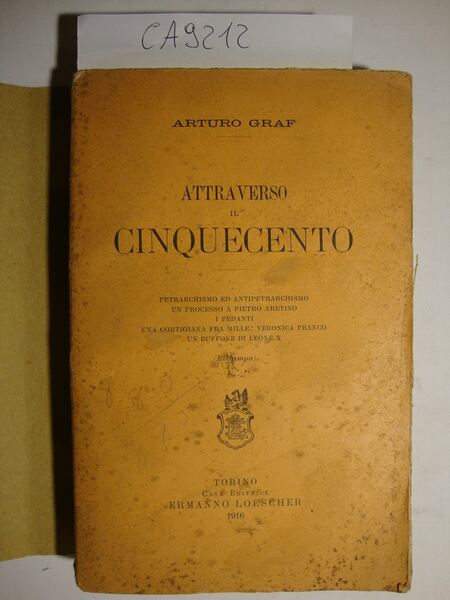 CA9212
ARTURO GRAF
ATTRAVERSO
IL
CINQUECENTO
PETRARCHISMO ED ANTIPETRARCHISMO
UN PROCESSO A PIETRO ARETINO
I PEDANTI
UNA CORTIGIANA FRA MILLE: VERONICA FRANCO
UN BUFFONE DI LEONE X
(Ristampa)
TORINO
CASA EDITRICE
ERMANNO LOESCHER
1916